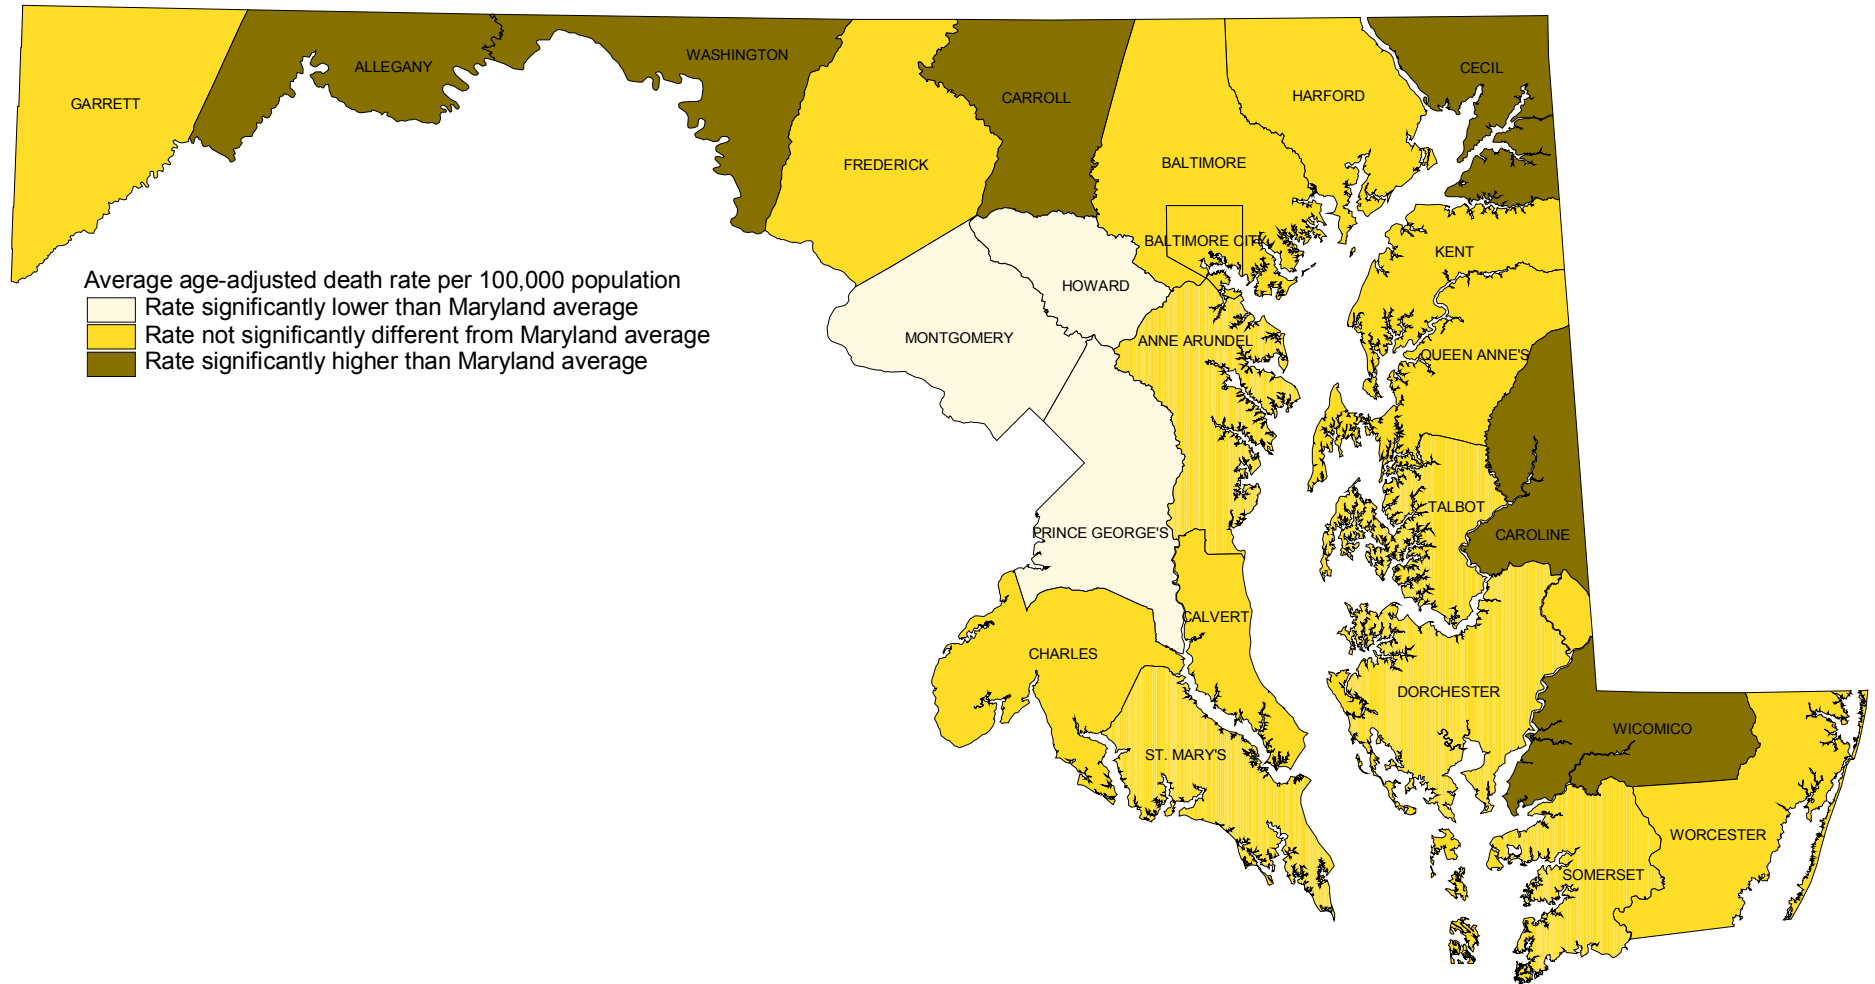 CECIL
ALLEGANY
WASHINGTON
GARRETT
CARROLL
HARFORD
FREDERICK
BALTIMORE
BALTIMORE CITY
KENT
Average age-adjusted death rate per 100,000 population
Rate significantly lower than Maryland average
Rate not significantly different from Maryland average
Rate significantly higher than Maryland average
HOWARD
MONTGOMERY
ANNE ARUNDEL
QUEEN ANNE'S
TALBOT
PRINCE GEORGE'S
CAROLINE
CALVERT
CHARLES
DORCHESTER
WICOMICO
ST. MARY'S
WORCESTER
SOMERSET